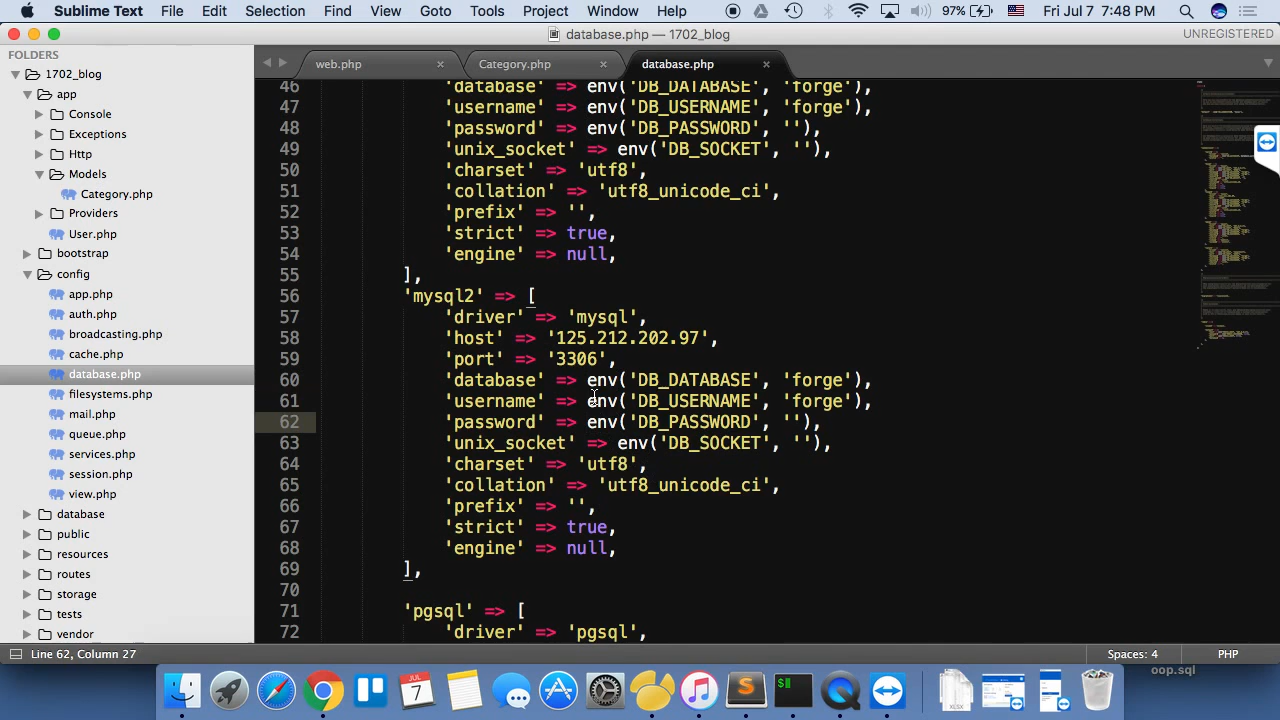 Sublime Text File Edit Selection Find View Goto Tools Project Window Help 97% Fri Jul 7 7:48 PM
database.php — 1702_blog UNREGISTERED
FOLDERS
1702_blog
app
Console
Exceptions
Http
Models
Category.php
Providers
User.php
bootstrap
config
app.php
auth.php
broadcasting.php
cache.php
database.php
filesystems.php
mail.php
queue.php
services.php
session.php
view.php
database
public
resources
routes
storage
tests
vendor
web.php × Category.php × database.php ×
46 'database' => env('DB_DATABASE', 'forge'),
47 'username' => env('DB_USERNAME', 'forge'),
48 'password' => env('DB_PASSWORD', ''),
49 'unix_socket' => env('DB_SOCKET', ''),
50 'charset' => 'utf8',
51 'collation' => 'utf8_unicode_ci',
52 'prefix' => '',
53 'strict' => true,
54 'engine' => null,
55 ],
56 'mysql2' => [
57 'driver' => 'mysql',
58 'host' => '125.212.202.97',
59 'port' => '3306',
60 'database' => env('DB_DATABASE', 'forge'),
61 'username' => env('DB_USERNAME', 'forge'),
62 'password' => env('DB_PASSWORD', ''),
63 'unix_socket' => env('DB_SOCKET', ''),
64 'charset' => 'utf8',
65 'collation' => 'utf8_unicode_ci',
66 'prefix' => '',
67 'strict' => true,
68 'engine' => null,
69 ],
70
71 'pgsql' => [
72 'driver' => 'pgsql',
Line 62, Column 27 Spaces: 4 PHP
oop.sql
JUL
7
XLSX